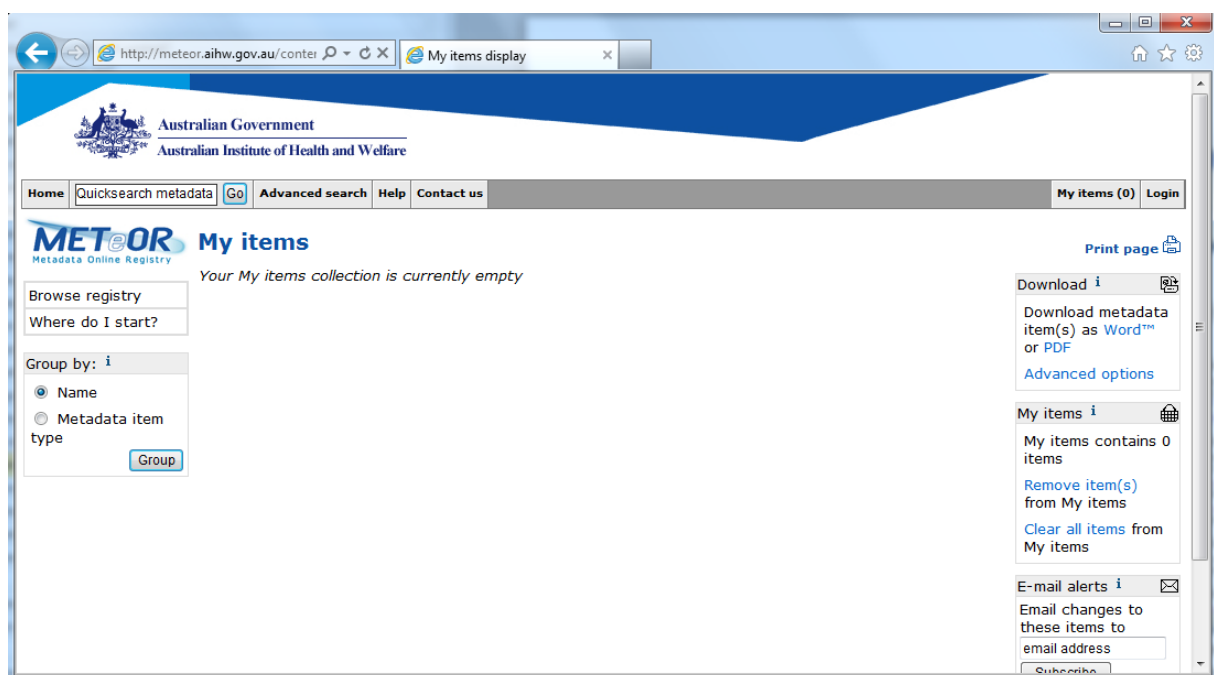 http://meteor.aihw.gov.au/conter
My items display
Australian Government
Australian Institute of Health and Welfare
Home Quicksearch metadata Go Advanced search Help Contact us My items (0) Login
METeOR
Metadata Online Registry
Browse registry
Where do I start?
Group by: i
Name
Metadata item
type
Group
My items
Your My items collection is currently empty
Print page
Download i
Download metadata
item(s) as Word™
or PDF
Advanced options
My items i
My items contains 0
items
Remove item(s)
from My items
Clear all items from
My items
E-mail alerts i
Email changes to
these items to
email address
Subscribe